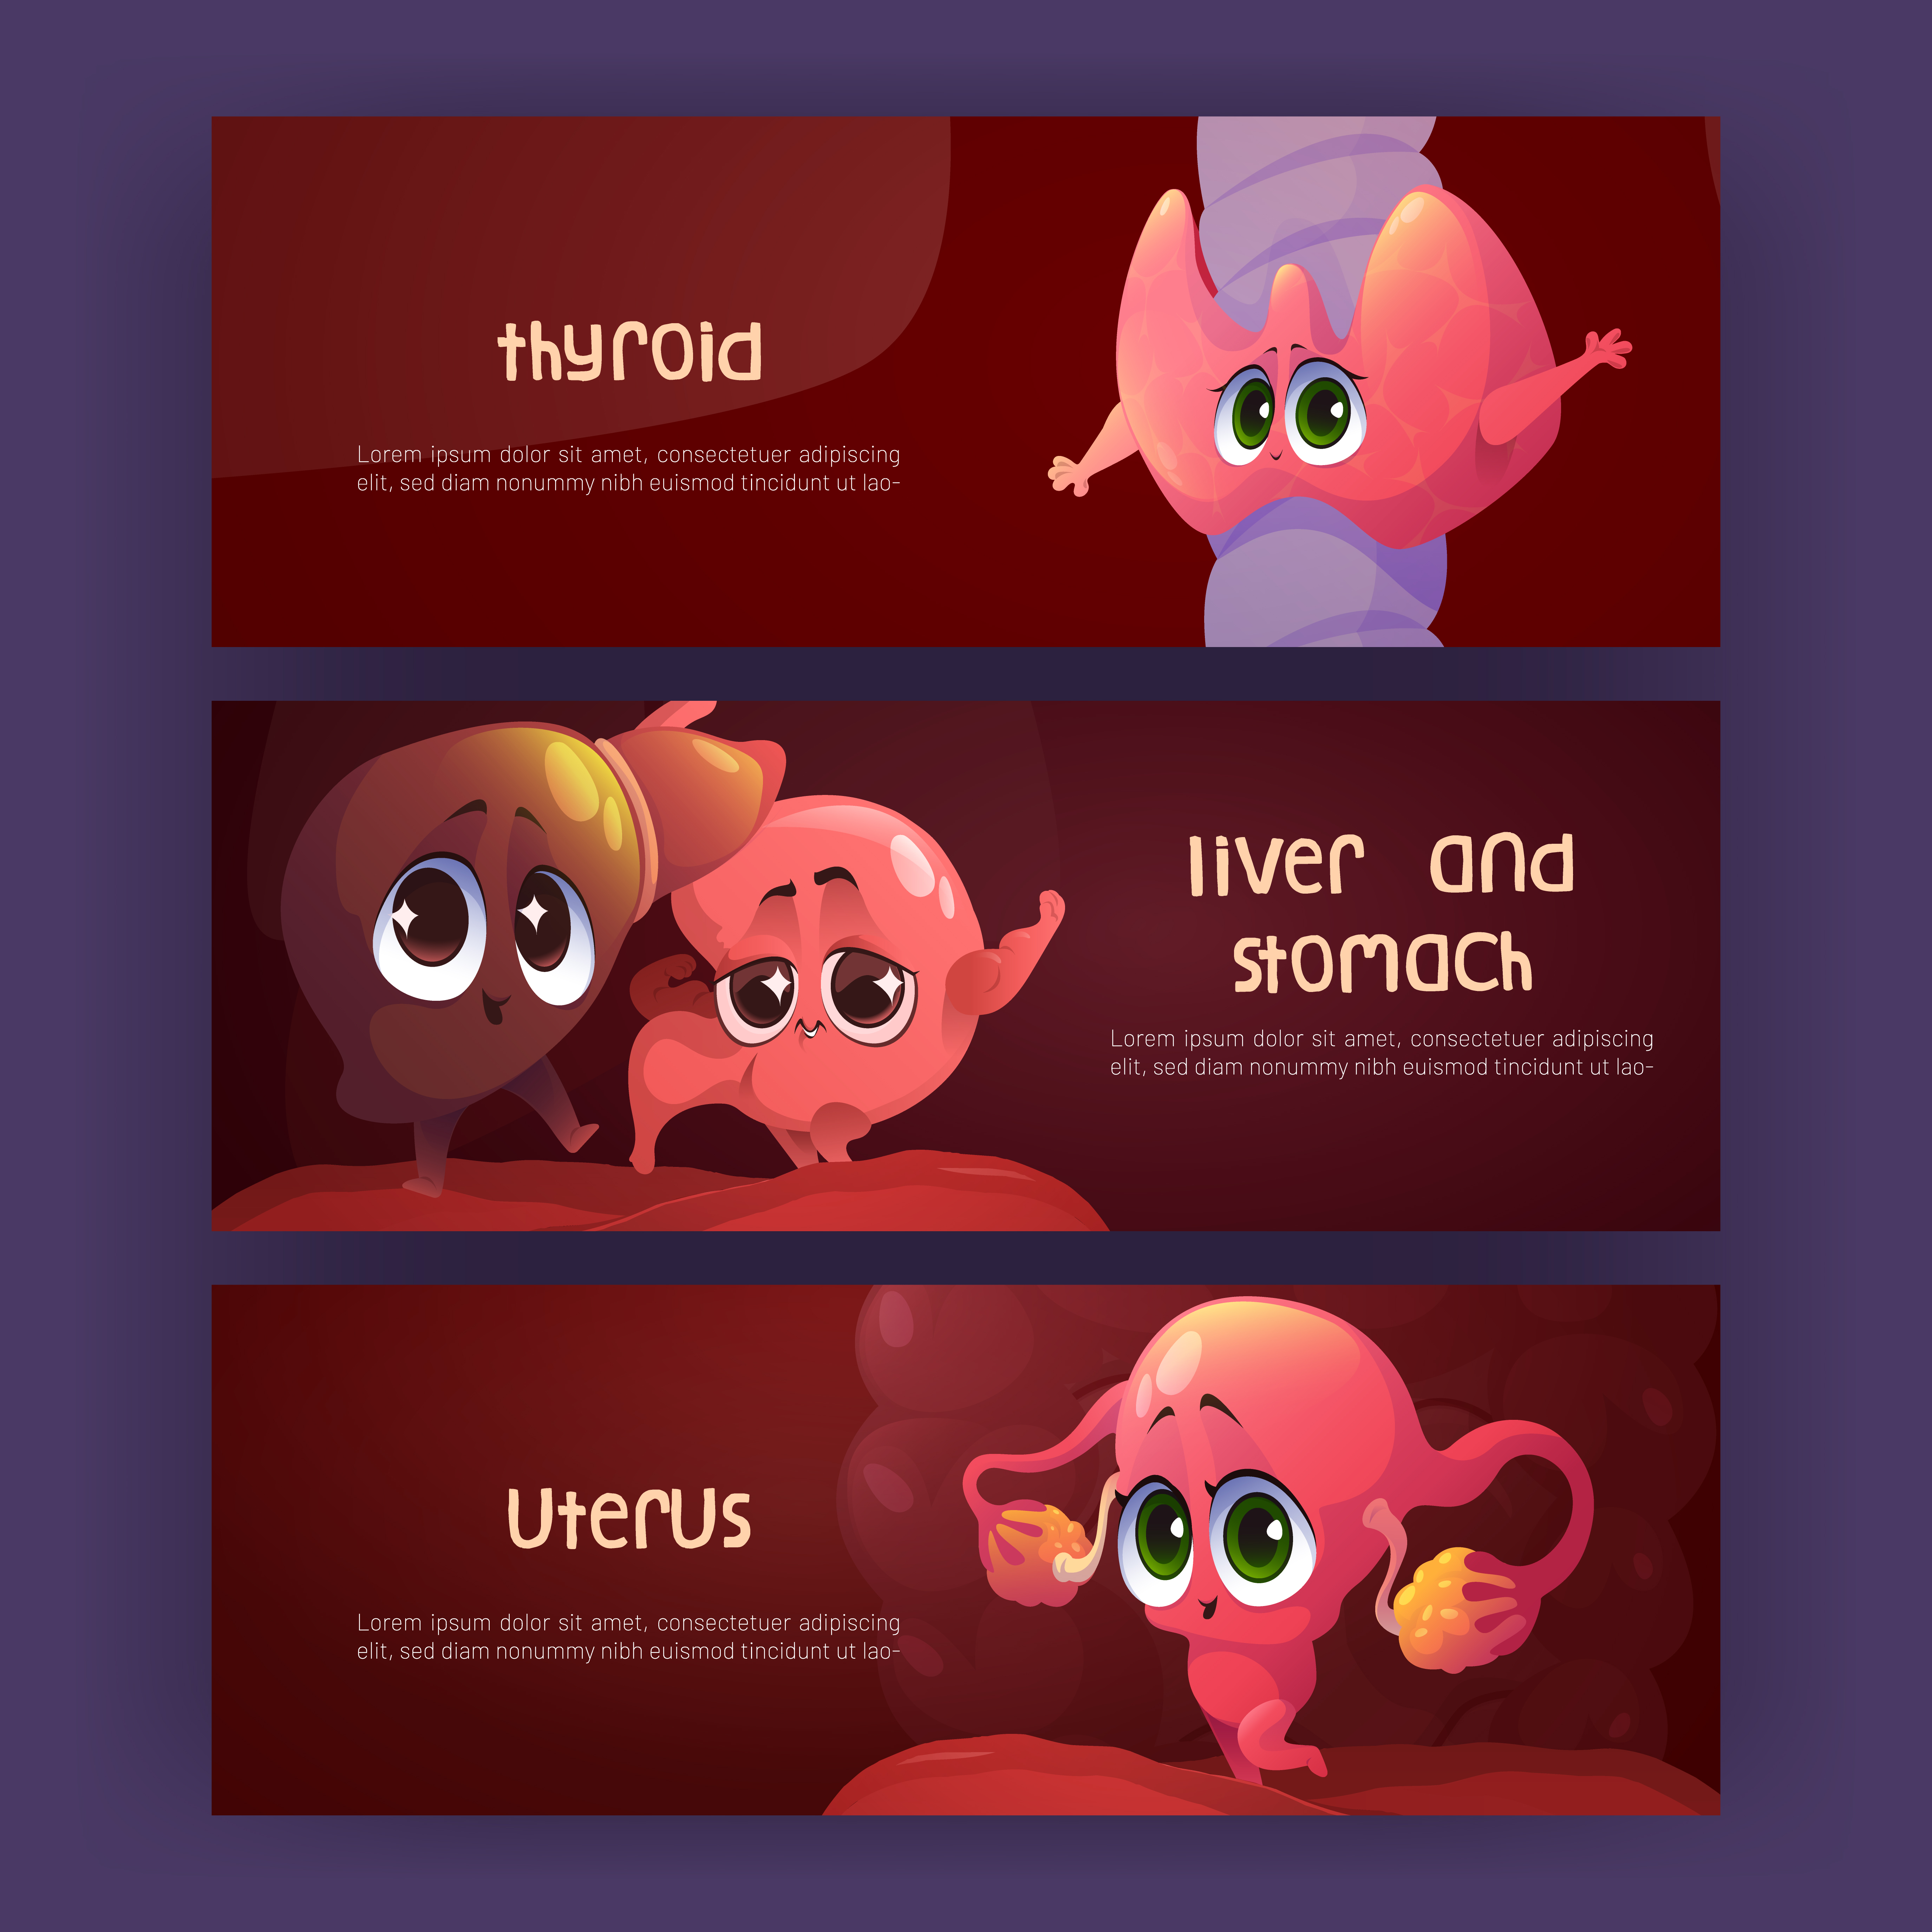 thyroid
Lorem ipsum dolor sit amet, consectetuer adipiscing
elit, sed diam nonummy nibh euismod tincidunt ut lao-
liver and
stomach
Lorem ipsum dolor sit amet, consectetuer adipiscing
elit, sed diam nonummy nibh euismod tincidunt ut lao-
Uterus
Lorem ipsum dolor sit amet, consectetuer adipiscing
elit, sed diam nonummy nibh euismod tincidunt ut lao-